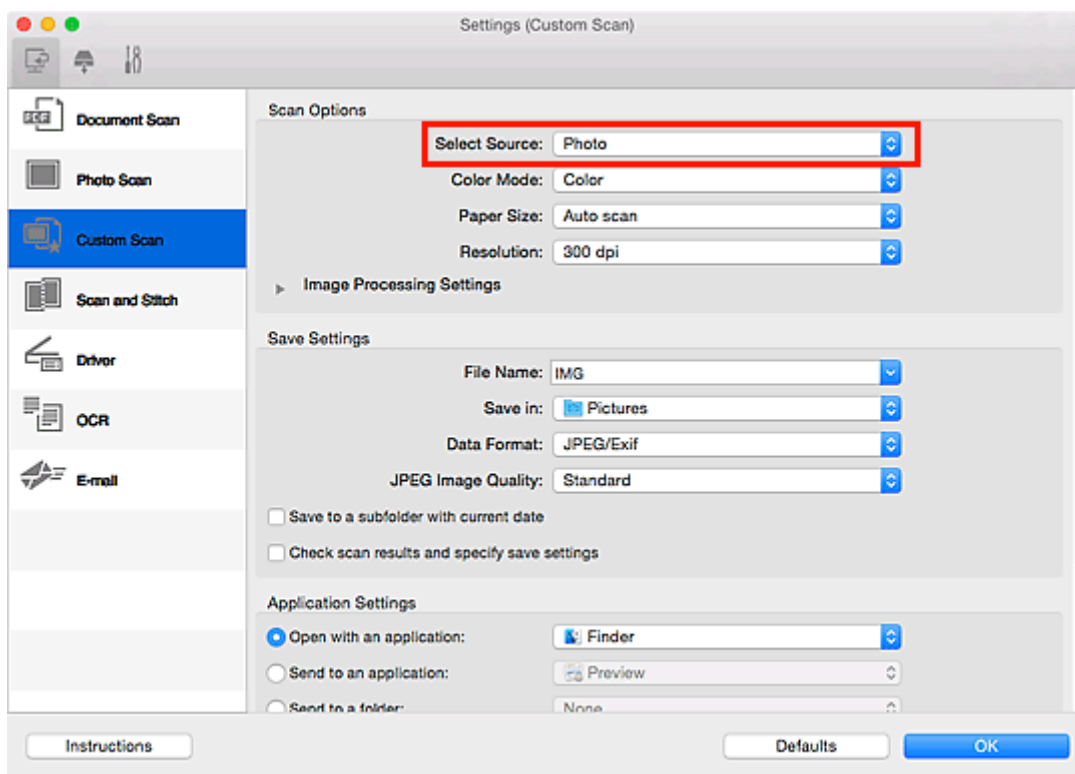 Settings (Custom Scan)
Document Scan
Photo Scan
Custom Scan
Scan and Stitch
Driver
OCR
E-mail
Scan Options
Select Source: Photo
Color Mode: Color
Paper Size: Auto scan
Resolution: 300 dpi
Image Processing Settings
Save Settings
File Name: IMG
Save in: Pictures
Data Format: JPEG/Exif
JPEG Image Quality: Standard
Save to a subfolder with current date
Check scan results and specify save settings
Application Settings
Open with an application: Finder
Send to an application: Preview
Send to a folder: None
Instructions
Defaults
OK